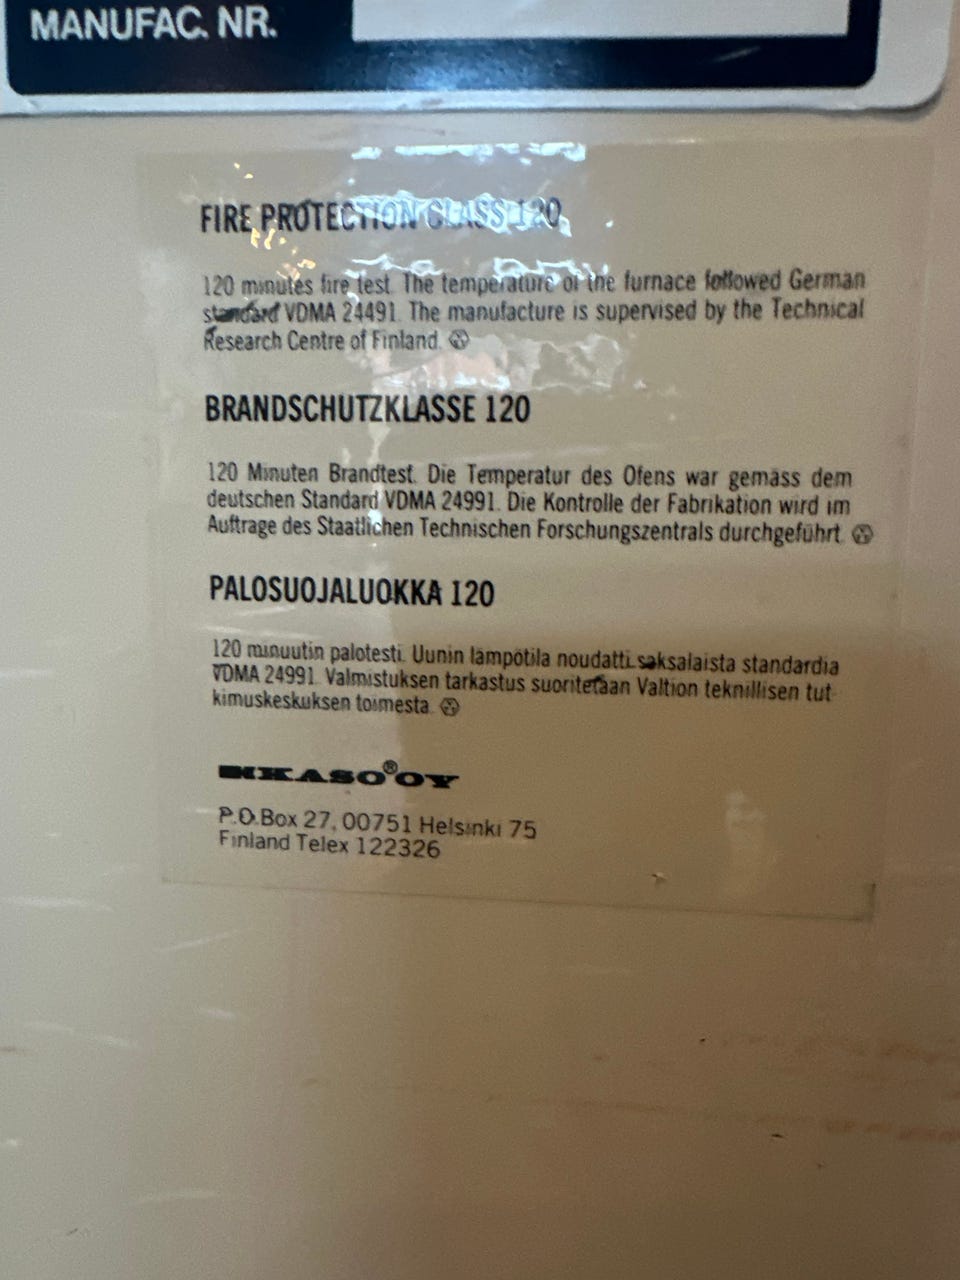 MANUFAC. NR.
FIRE PROTECTION CLASS 120
120 minutes fire test. The temperature of the furnace followed German
standard VDMA 24491. The manufacture is supervised by the Technical
Research Centre of Finland.
BRANDSCHUTZKLASSE 120
120 Minuten Brandtest. Die Temperatur des Ofens war gemäss dem
deutschen Standard VDMA 24991. Die Kontrolle der Fabrikation wird im
Auftrage des Staatlichen Technischen Forschungszentrals durchgeführt.
PALOSUOJALUOKKA 120
120 minuutin palotesti. Uunin lämpötila noudatti saksalaista standardia
VDMA 24991. Valmistuksen tarkastus suoritetaan Valtion teknillisen tut-
kimuskeskuksen toimesta.
KASO® OY
P.O.Box 27, 00751 Helsinki 75
Finland Telex 122326